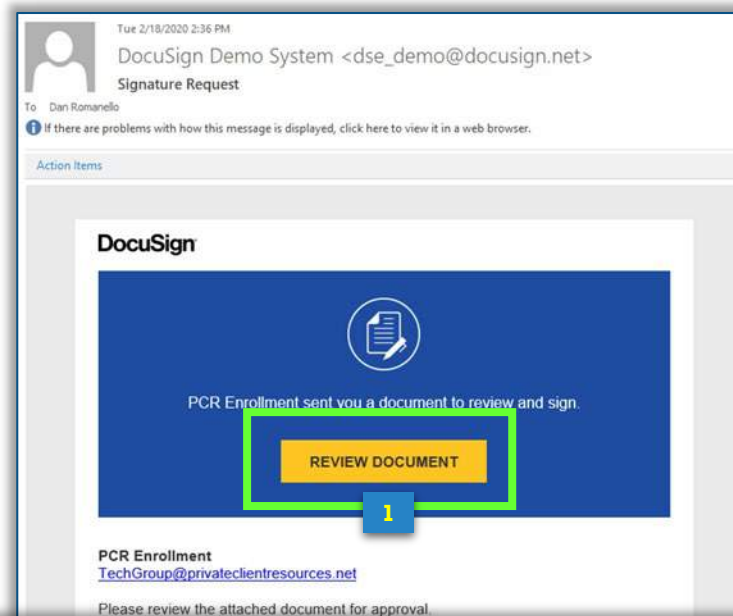 Tue 2/18/2020 2:36 PM
DocuSign Demo System <dse_demo@docusign.net>
Signature Request
To Dan Romanello
If there are problems with how this message is displayed, click here to view it in a web browser.
Action Items
DocuSign
PCR Enrollment sent you a document to review and sign.
REVIEW DOCUMENT
1
PCR Enrollment
TechGroup@privateclientresources.net
Please review the attached document for approval.